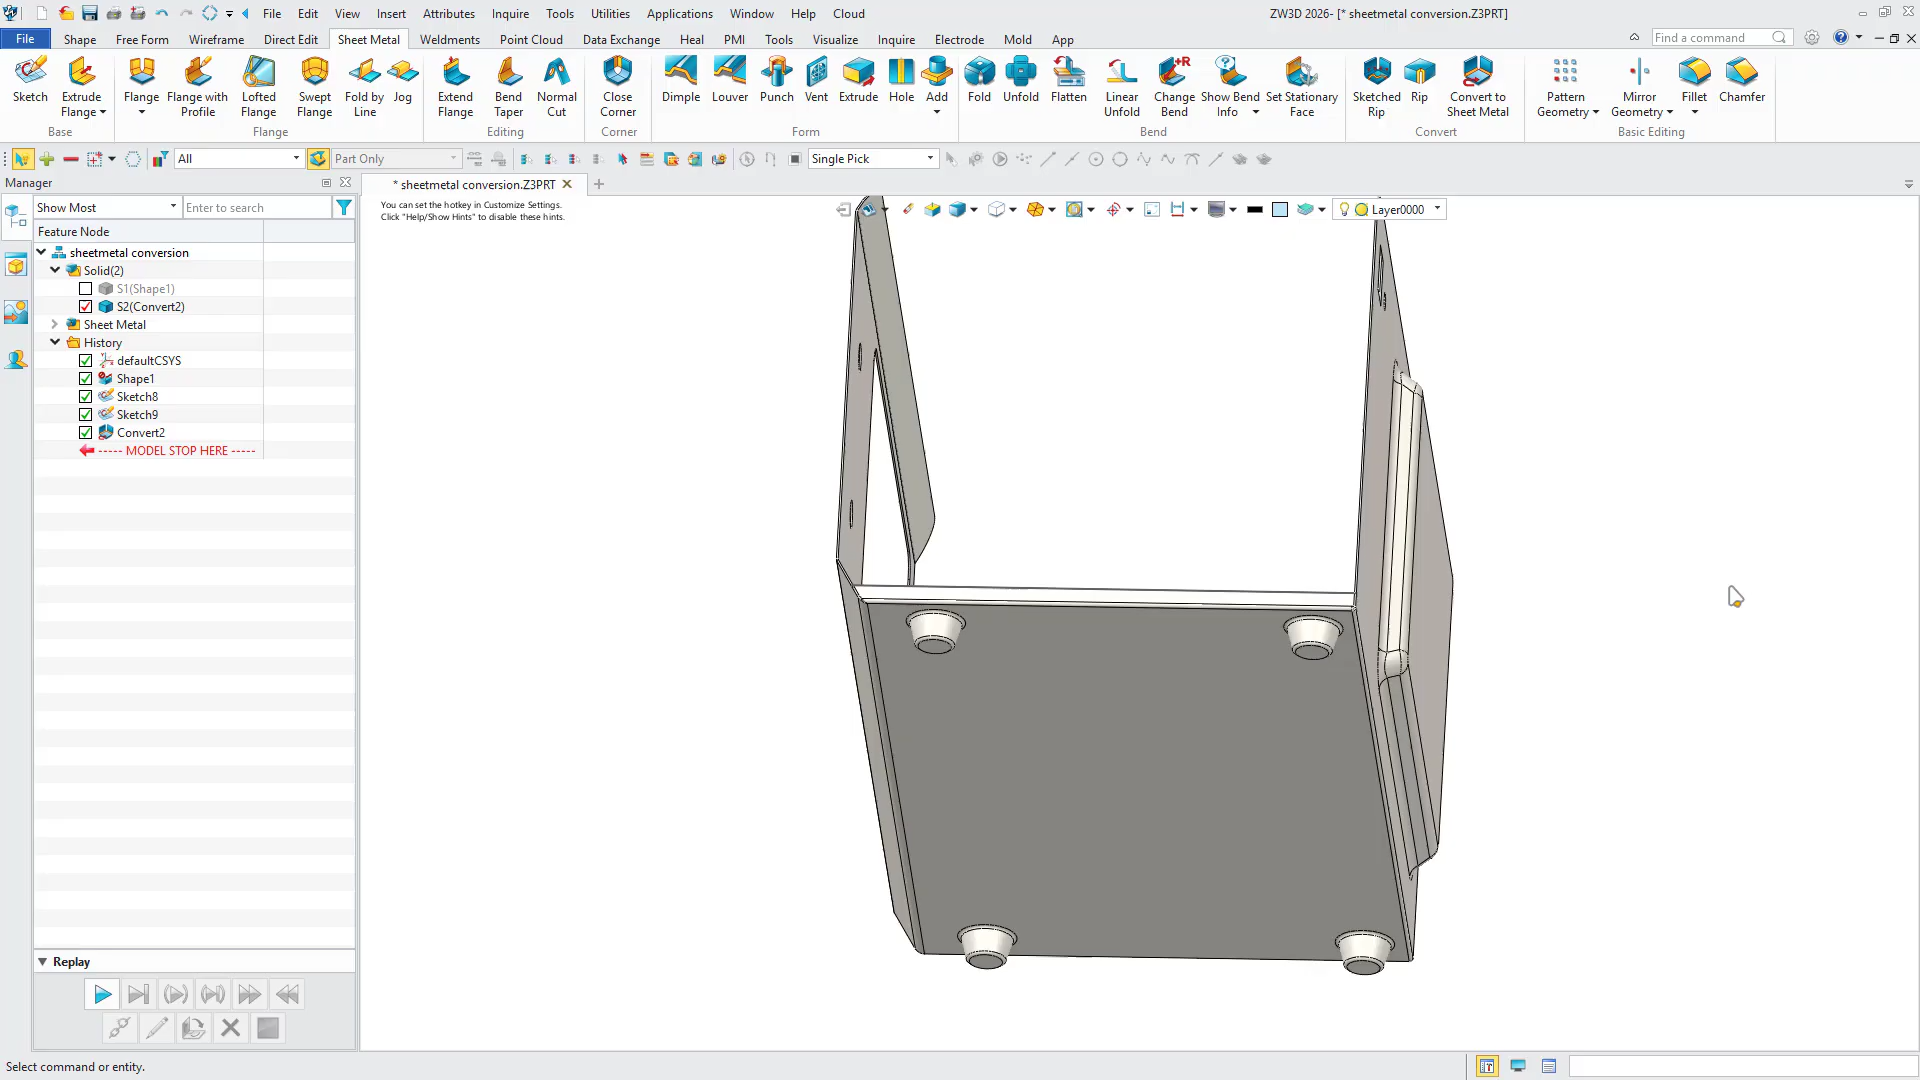 File Edit View Insert Attributes Inquire Tools Utilities Applications Window Help Cloud
ZW3D 2026- [* sheetmetal conversion.Z3PRT]
File Shape Free Form Wireframe Direct Edit Sheet Metal Weldments Point Cloud Data Exchange Heal PMI Tools Visualize Inquire Electrode Mold App
Find a command
Sketch Extrude Flange Flange Flange with Profile Lofted Flange Swept Flange Fold by Line Jog Extend Flange Bend Taper Normal Cut Close Corner Dimple Louver Punch Vent Extrude Hole Add Fold Unfold Flatten Linear Unfold Change Bend Show Bend Info Set Stationary Face Sketched Rip Rip Convert to Sheet Metal Pattern Geometry Mirror Geometry Fillet Chamfer
Base Flange Editing Corner Form Bend Convert Basic Editing
All Part Only Single Pick
Manager
* sheetmetal conversion.Z3PRT
Show Most Enter to search
You can set the hotkey in Customize Settings.
Click "Help/Show Hints" to disable these hints.
Layer0000
Feature Node
sheetmetal conversion
Solid(2)
S1(Shape1)
S2(Convert2)
Sheet Metal
History
defaultCSYS
Shape1
Sketch8
Sketch9
Convert2
----- MODEL STOP HERE -----
Replay
Select command or entity.